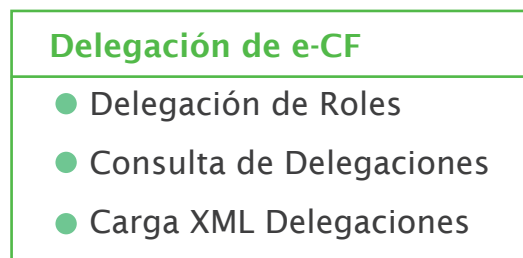 Delegación de e-CF
Delegación de Roles
Consulta de Delegaciones
Carga XML Delegaciones